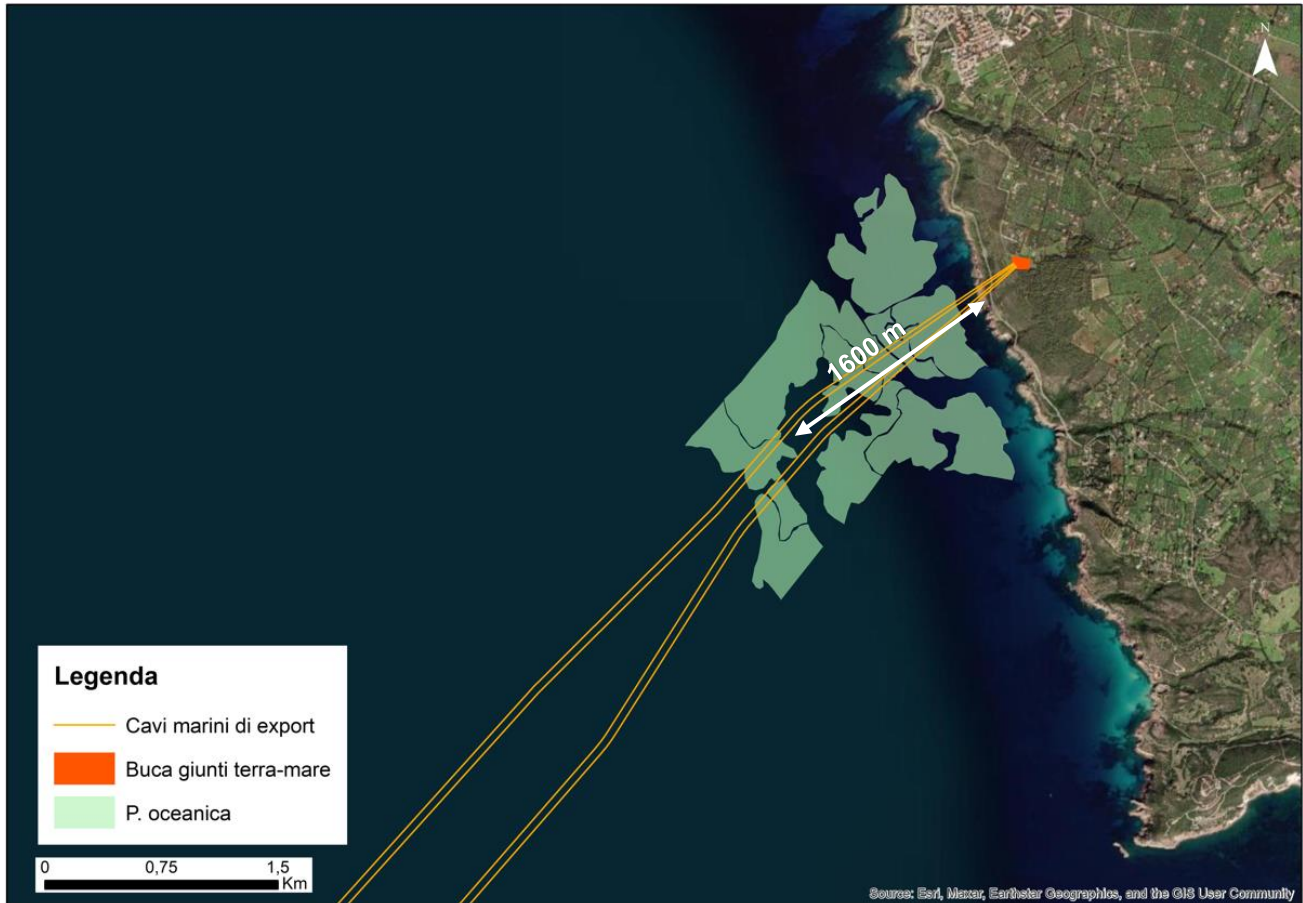 N
1600 m
Legenda
Cavi marini di export
Buca giunti terra-mare
P. oceanica
0 0,75 1,5
Km
Source: Esri, Maxar, Earthstar Geographics, and the GIS User Community